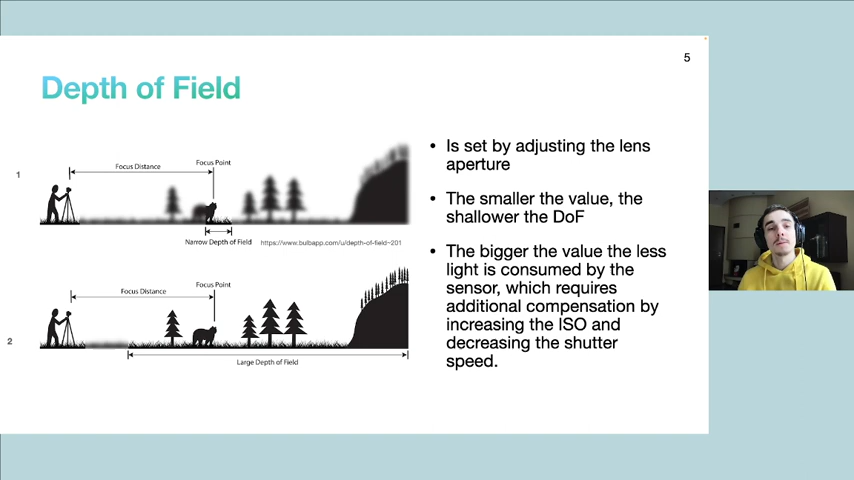 5
Depth of Field
1
Focus Distance
Focus Point
Narrow Depth of Field
https://www.bulbapp.com/u/depth-of-field~201
2
Focus Distance
Focus Point
Large Depth of Field
• Is set by adjusting the lens
aperture
• The smaller the value, the
shallower the DoF
• The bigger the value the less
light is consumed by the
sensor, which requires
additional compensation by
increasing the ISO and
decreasing the shutter
speed.